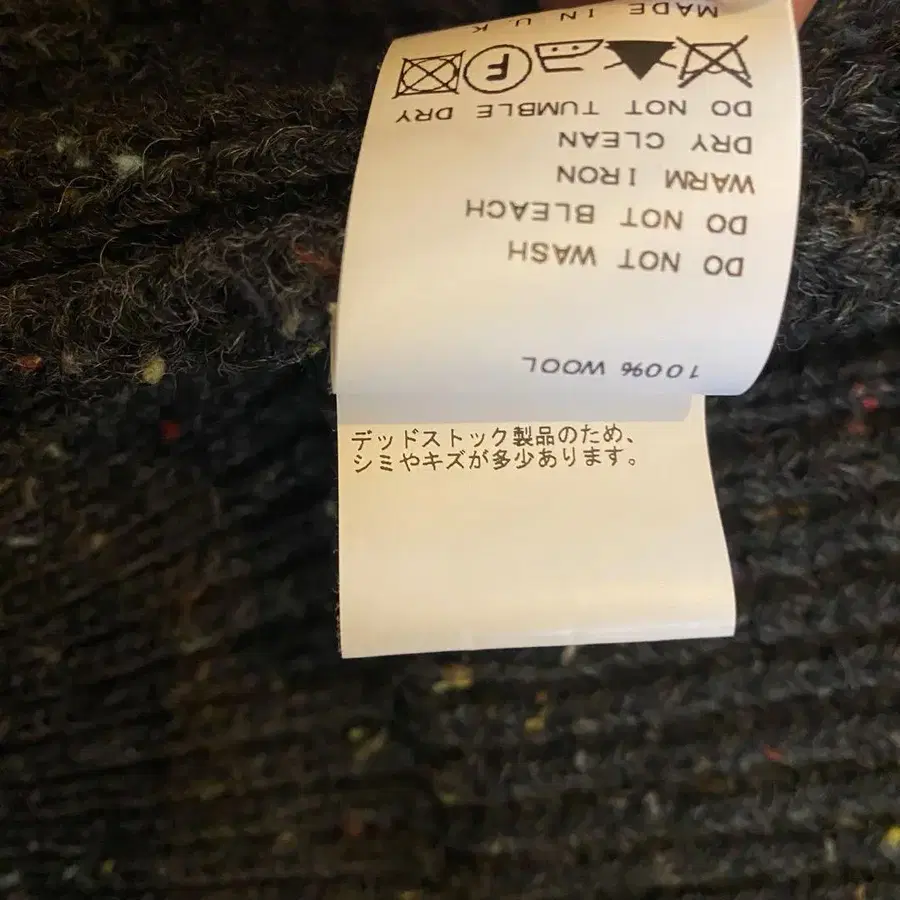 100% WOOL
DO NOT WASH
DO NOT BLEACH
WARM IRON
DRY CLEAN
DO NOT TUMBLE DRY
F
MADE IN U.K
デッドストック製品のため、
シミやキズが多少あります。